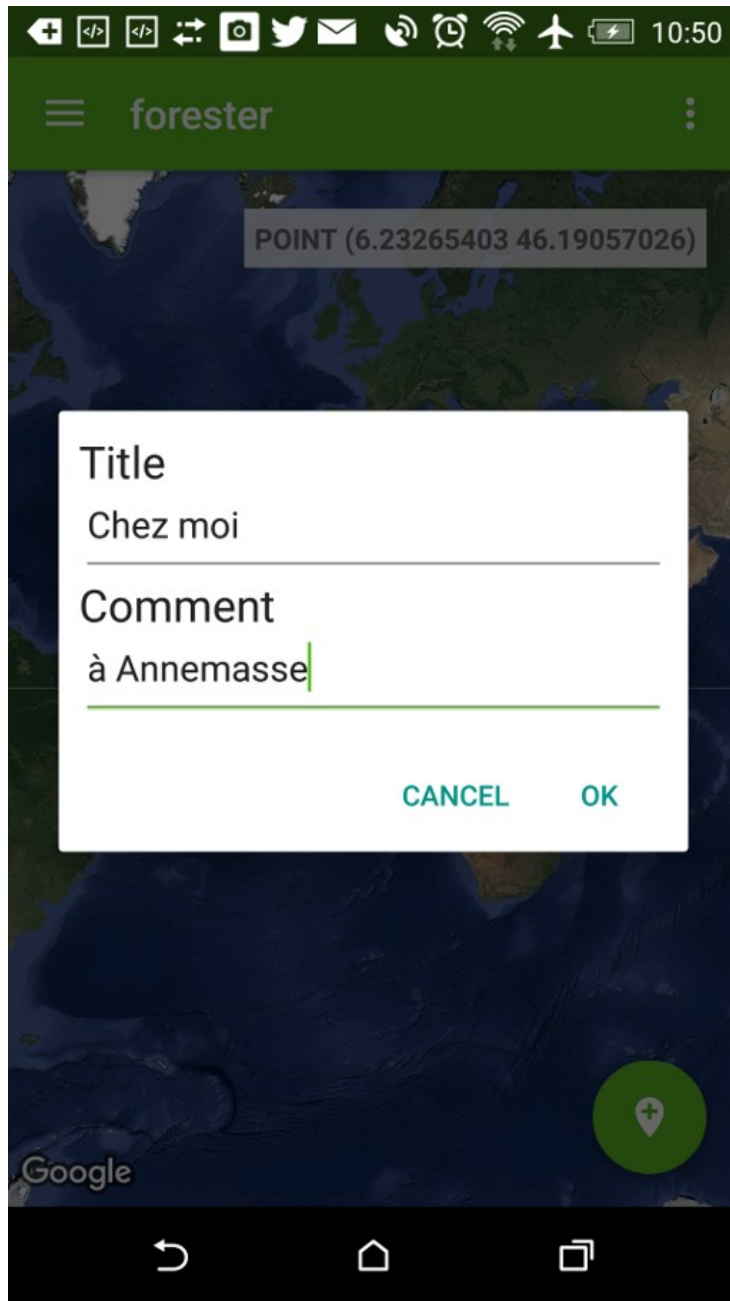 10:50
forester
POINT (6.23265403 46.19057026)
Title
Chez moi
Comment
à Annemasse
CANCEL OK
Google